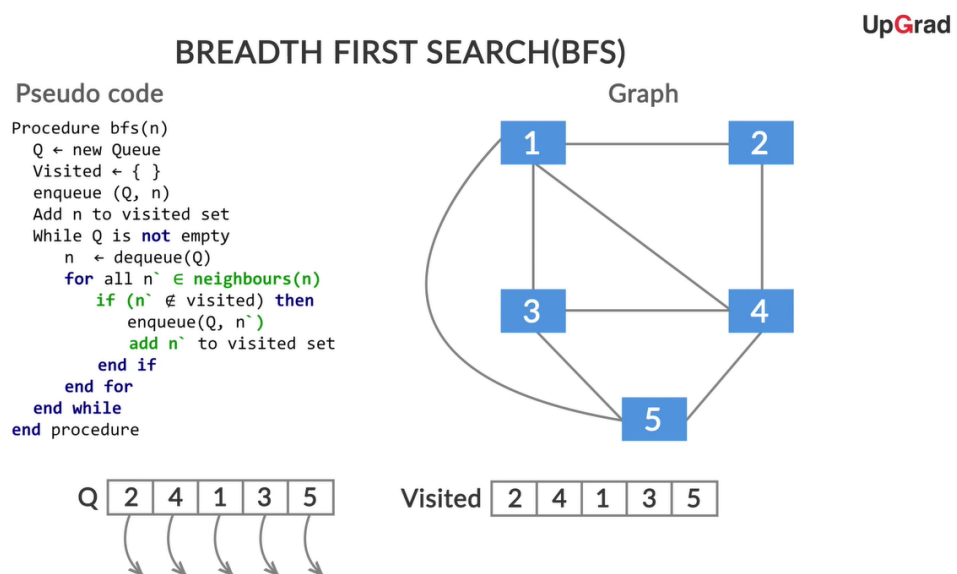 UpGrad
BREADTH FIRST SEARCH(BFS)
Pseudo code
Procedure bfs(n)
Q ← new Queue
Visited ← { }
enqueue (Q, n)
Add n to visited set
While Q is not empty
n ← dequeue(Q)
for all n` ∈ neighbours(n)
if (n` ∉ visited) then
enqueue(Q, n`)
add n` to visited set
end if
end for
end while
end procedure
Graph
1 2
3 4
5
Q 2 4 1 3 5
Visited 2 4 1 3 5